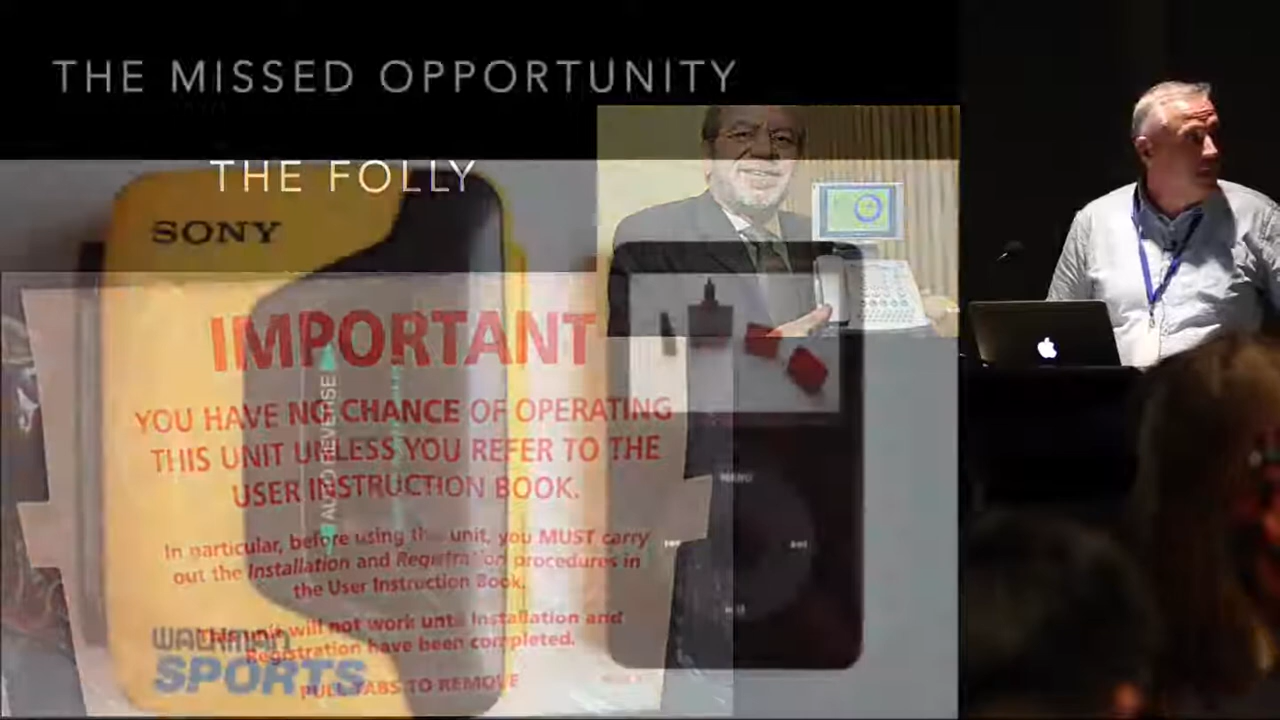 THE MISSED OPPORTUNITY
THE FOLLY
SONY
IMPORTANT
YOU HAVE NO CHANCE OF OPERATING
THIS UNIT UNLESS YOU REFER TO THE
USER INSTRUCTION BOOK.
AUTO REVERSE
In particular, before using the unit, you MUST carry
out the Installation and Registration procedures in
the User Instruction Book.
This unit will not work until Installation and
Registration have been completed.
PULL TABS TO REMOVE
WALKMAN
SPORTS
MENU